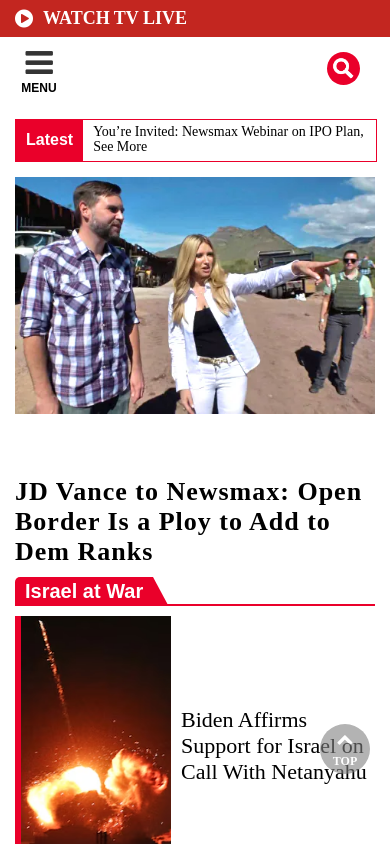 WATCH TV LIVE
MENU
Latest
You’re Invited: Newsmax Webinar on IPO Plan,
See More
JD Vance to Newsmax: Open
Border Is a Ploy to Add to
Dem Ranks
Israel at War
Biden Affirms
Support for Israel on
Call With Netanyahu
TOP